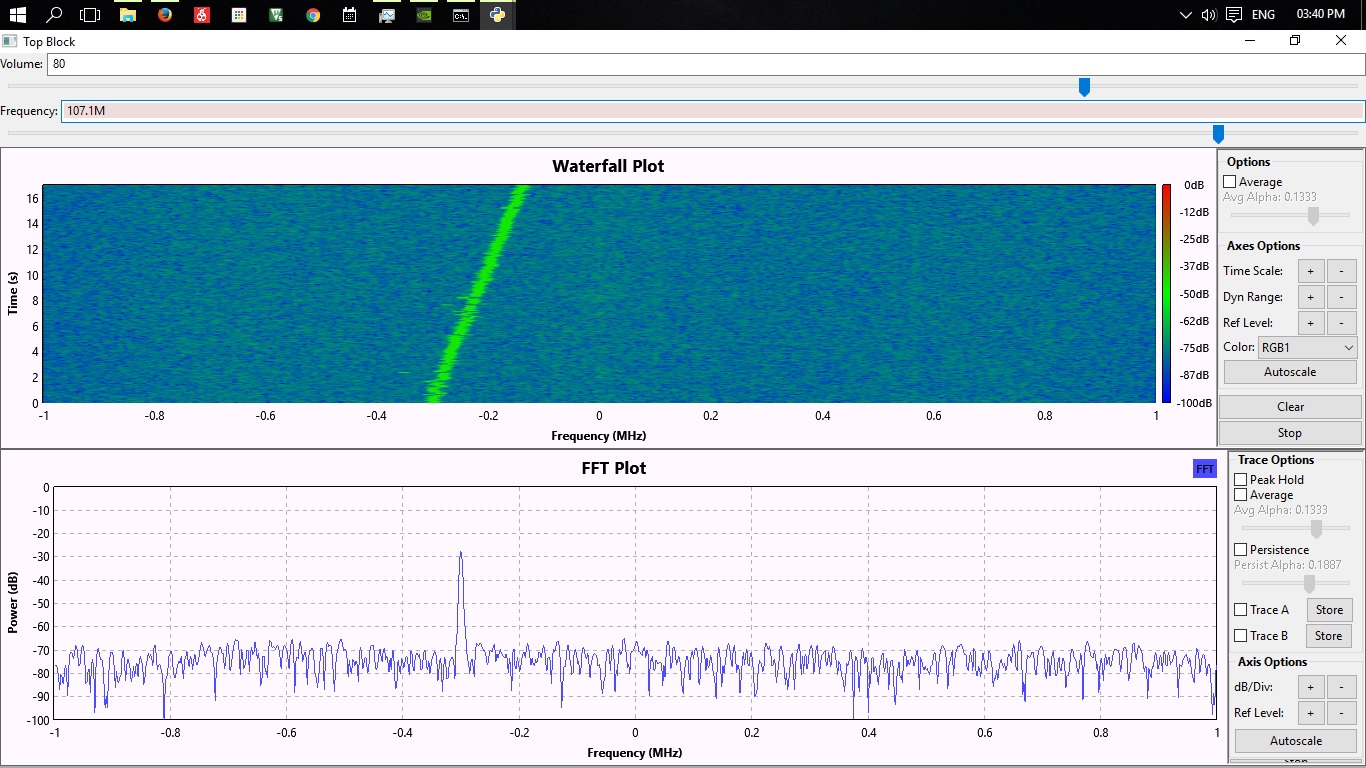 ENG 03:40 PM
Top Block
Volume: 80
Frequency: 107.1M
Waterfall Plot
Time (s)
16
14
12
10
8
6
4
2
0
-1 -0.8 -0.6 -0.4 -0.2 0 0.2 0.4 0.6 0.8 1
Frequency (MHz)
0dB
-12dB
-25dB
-37dB
-50dB
-62dB
-75dB
-87dB
-100dB
Options
Average
Avg Alpha: 0.1333
Axes Options
Time Scale: + -
Dyn Range: + -
Ref Level: + -
Color: RGB1
Autoscale
Clear
Stop
FFT Plot
FFT
Power (dB)
0
-10
-20
-30
-40
-50
-60
-70
-80
-90
-100
-1 -0.8 -0.6 -0.4 -0.2 0 0.2 0.4 0.6 0.8 1
Frequency (MHz)
Trace Options
Peak Hold
Average
Avg Alpha: 0.1333
Persistence
Persist Alpha: 0.1887
Trace A Store
Trace B Store
Axis Options
dB/Div: + -
Ref Level: + -
Autoscale